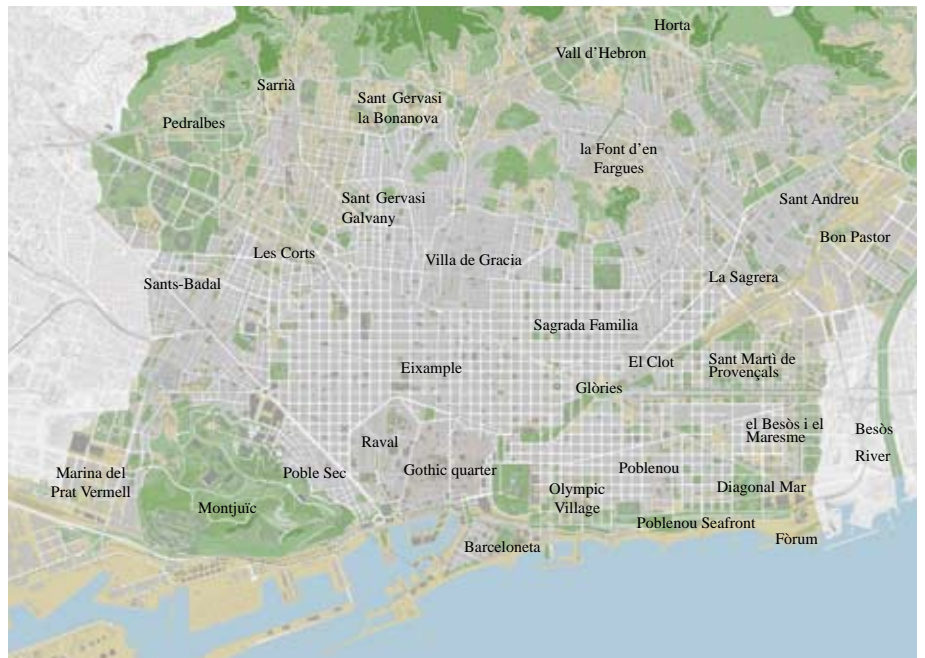 Horta
Vall d’Hebron
Sarrià
Sant Gervasi
la Bonanova
Pedralbes
la Font d’en
Fargues
Sant Gervasi
Galvany
Sant Andreu
Bon Pastor
Les Corts
Villa de Gracia
Sants-Badal
La Sagrera
Sagrada Familia
Eixample
El Clot
Sant Martì de
Provençals
Glòries
el Besòs i el
Maresme
Besòs
River
Raval
Gothic quarter
Poble Sec
Poblenou
Marina del
Prat Vermell
Diagonal Mar
Olympic
Village
Montjuïc
Poblenou Seafront
Fòrum
Barceloneta